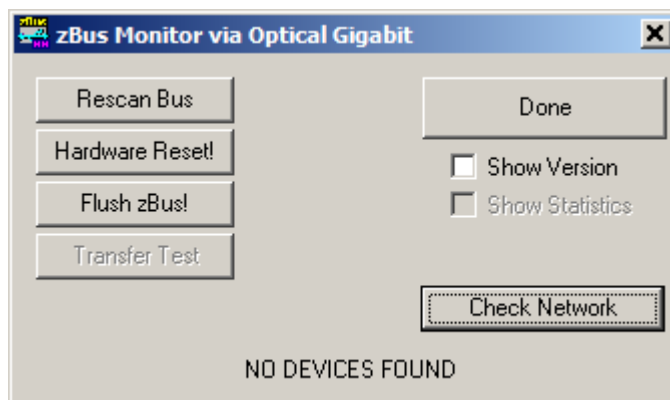 zBus Monitor via Optical Gigabit
Rescan Bus
Hardware Reset!
Flush zBus!
Transfer Test
Done
Show Version
Show Statistics
Check Network
NO DEVICES FOUND